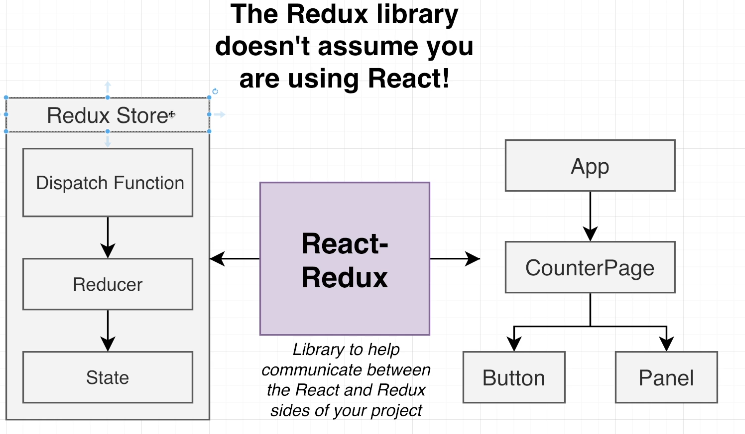 The Redux library
doesn't assume you
are using React!
Redux Store
Dispatch Function
Reducer
State
React-
Redux
Library to help
communicate between
the React and Redux
sides of your project
App
CounterPage
Button
Panel